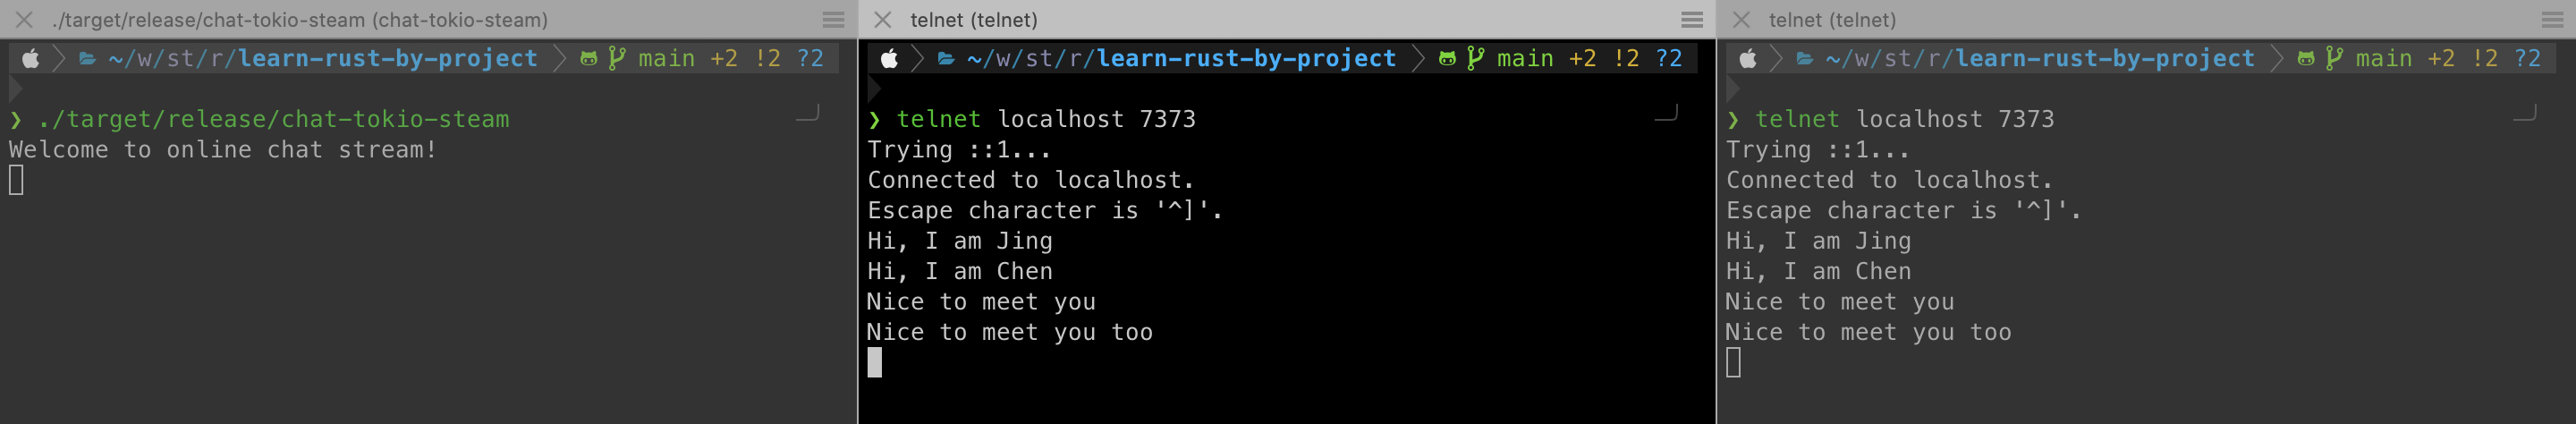 ./target/release/chat-tokio-steam (chat-tokio-steam)
~/w/st/r/learn-rust-by-project main +2 !2 ?2
❯ ./target/release/chat-tokio-steam
Welcome to online chat stream!
telnet (telnet)
~/w/st/r/learn-rust-by-project main +2 !2 ?2
❯ telnet localhost 7373
Trying ::1...
Connected to localhost.
Escape character is '^]'.
Hi, I am Jing
Hi, I am Chen
Nice to meet you
Nice to meet you too
telnet (telnet)
~/w/st/r/learn-rust-by-project main +2 !2 ?2
❯ telnet localhost 7373
Trying ::1...
Connected to localhost.
Escape character is '^]'.
Hi, I am Jing
Hi, I am Chen
Nice to meet you
Nice to meet you too